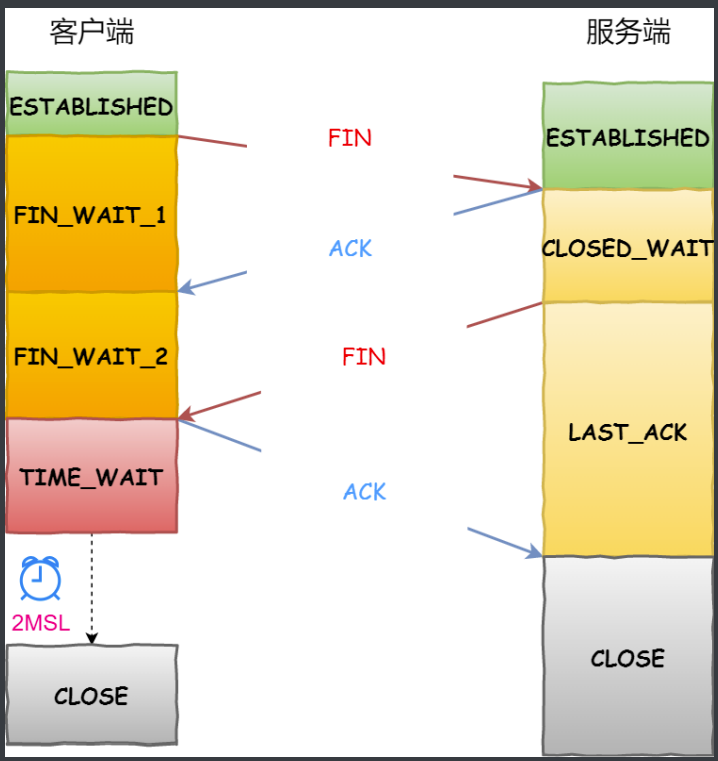 客户端
服务端
ESTABLISHED
FIN
ESTABLISHED
FIN_WAIT_1
ACK
CLOSED_WAIT
FIN_WAIT_2
FIN
LAST_ACK
TIME_WAIT
ACK
2MSL
CLOSE
CLOSE